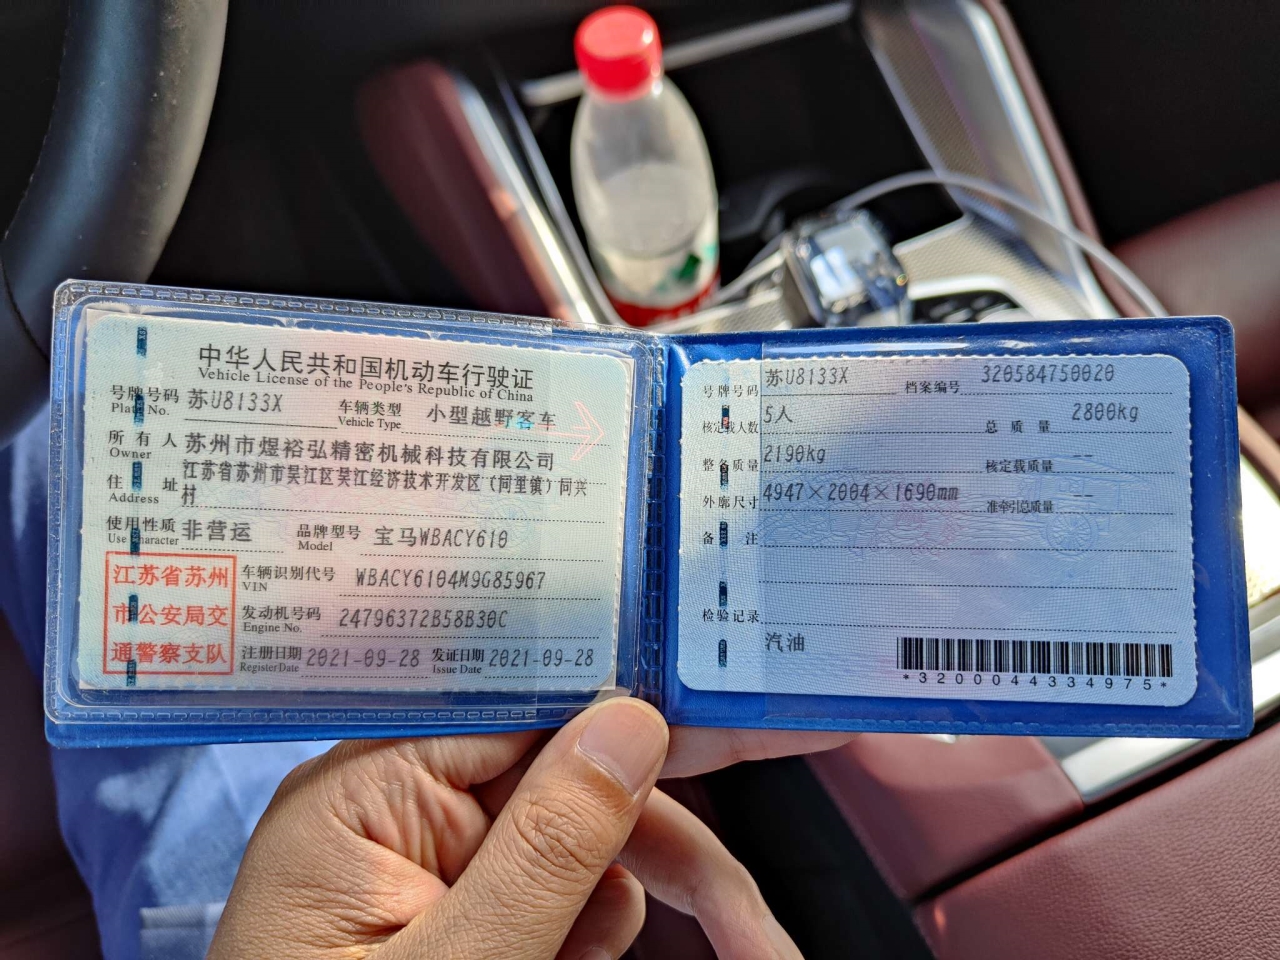 中华人民共和国机动车行驶证
Vehicle License of the People's Republic of China
号牌号码 苏U8133X 车辆类型 小型越野客车
Plate No. Vehicle Type
所有人 苏州市煜裕弘精密机械科技有限公司
Owner
住址 江苏省苏州市吴江区吴江经济技术开发区(同里镇)同兴
Address 村
使用性质 非营运 品牌型号 宝马WBACY610
Use Character Model
江苏省苏州
市公安局交
通警察支队
车辆识别代号 WBACY6104M9G85967
VIN
发动机号码 24796372B58B30C
Engine No.
注册日期 2021-09-28 发证日期 2021-09-28
Register Date Issue Date
号牌号码 苏U8133X 档案编号 320584750020
核定载人数 5人 总质量 2800kg
整备质量 2190kg 核定载质量 --
外廓尺寸 4947×2004×1690mm 准牵引总质量 --
备注
检验记录
汽油
*3200044334975*